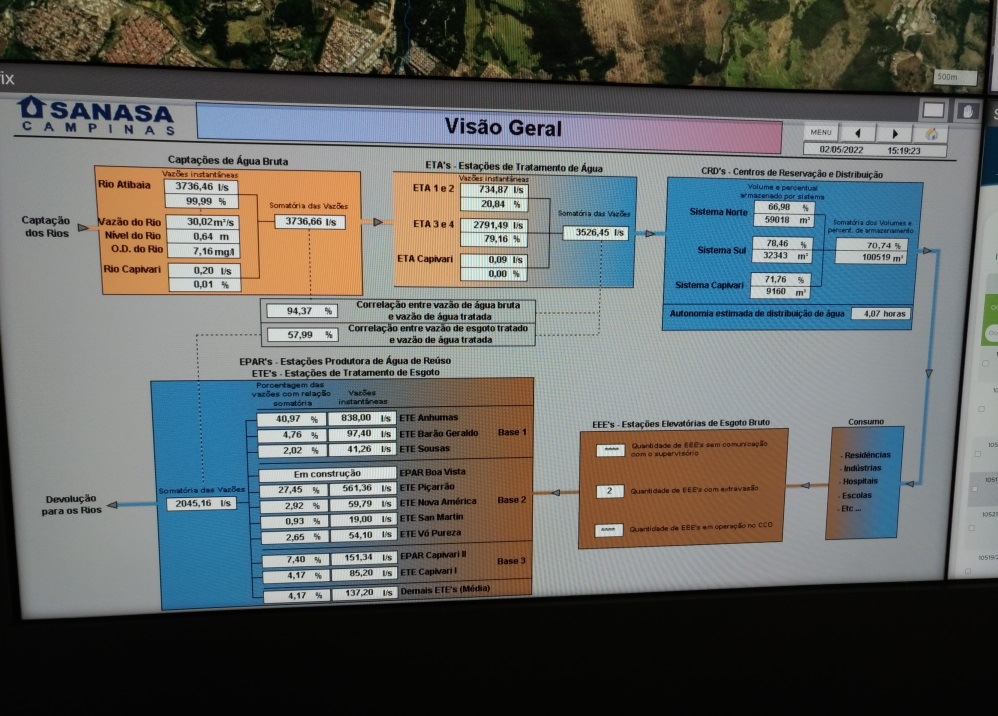 500m
ix
SANASA
CAMPINAS
Visão Geral
MENU
02/05/2022 15:19:23
Captações de Água Bruta
Vazões instantâneas
Rio Atibaia
3736,46 l/s
99,99 %
Vazão do Rio 30,02 m³/s
Nível do Rio 0,64 m
O.D. do Rio 7,16 mg/l
Rio Capivari 0,20 l/s
0,01 %
Captação
dos Rios
Somatória das Vazões
3736,66 l/s
ETA's - Estações de Tratamento de Água
Vazões instantâneas
ETA 1 e 2 734,87 l/s
20,84 %
ETA 3 e 4 2791,49 l/s
79,16 %
ETA Capivari 0,09 l/s
0,00 %
Somatória das Vazões
3526,45 l/s
CRD's - Centros de Reservação e Distribuição
Volume e percentual
armazenado por sistema
Sistema Norte 66,98 %
59018 m³
Sistema Sul 78,46 %
32343 m³
Sistema Capivari 71,76 %
9160 m³
Somatória dos Volumes e
percent. de armazenamento
70,74 %
100519 m³
Autonomia estimada de distribuição de água 4,07 horas
94,37 % Correlação entre vazão de água bruta
e vazão de água tratada
57,99 % Correlação entre vazão de esgoto tratado
e vazão de água tratada
EPAR's - Estações Produtora de Água de Reúso
ETE's - Estações de Tratamento de Esgoto
Porcentagem das
vazões com relação
somatória
Vazões
instantâneas
40,97 % 838,00 l/s ETE Anhumas
4,76 % 97,40 l/s ETE Barão Geraldo Base 1
2,02 % 41,26 l/s ETE Sousas
Em construção EPAR Boa Vista
27,45 % 561,36 l/s ETE Piçarrão
2,92 % 59,79 l/s ETE Nova América Base 2
0,93 % 19,00 l/s ETE San Martin
2,65 % 54,10 l/s ETE Vó Pureza
7,40 % 151,34 l/s EPAR Capivari II
4,17 % 85,20 l/s ETE Capivari I Base 3
4,17 % 137,20 l/s Demais ETE's (Média)
Somatória das Vazões
2045,16 l/s
Devolução
para os Rios
EEE's - Estações Elevatórias de Esgoto Bruto
Quantidade de EEE's sem comunicação
com o supervisório
2 Quantidade de EEE's com extravasão
Quantidade de EEE's em operação no CCO
Consumo
- Residências
- Indústrias
- Hospitais
- Escolas
- Etc ...